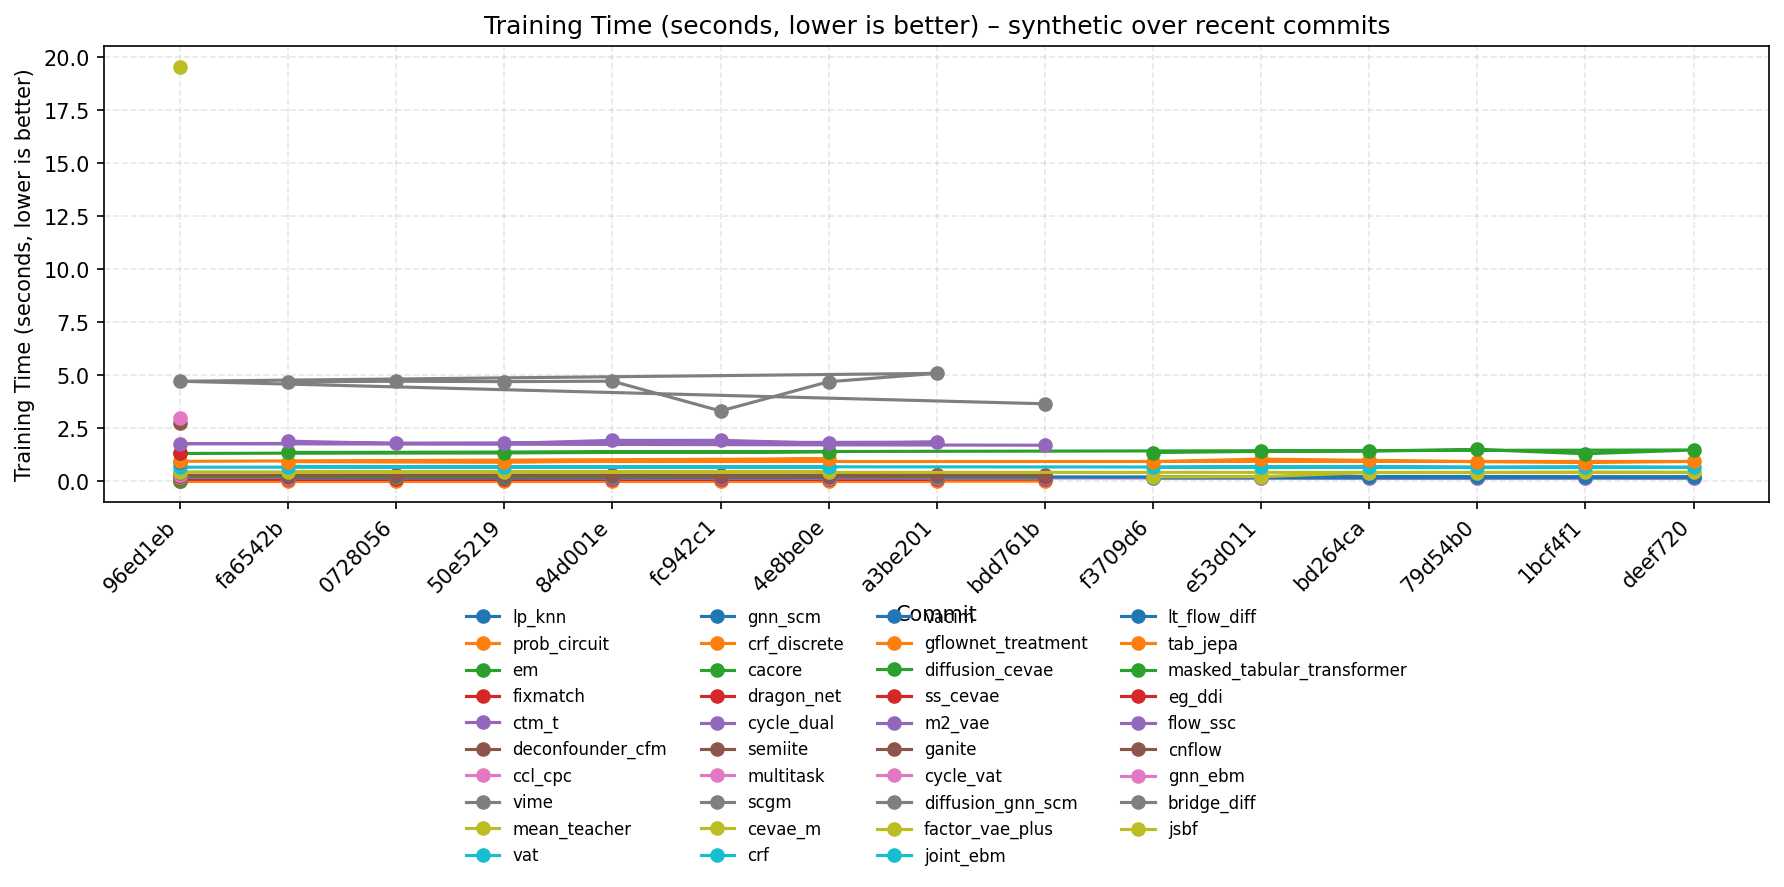 Training Time (seconds, lower is better) – synthetic over recent commits
Training Time (seconds, lower is better)
20.0
17.5
15.0
12.5
10.0
7.5
5.0
2.5
0.0
96ed1eb
fa6542b
0728056
50e5219
84d001e
fc942c1
4e8be0e
a3be201
bdd761b
f3709d6
e53d011
bd264ca
79d54b0
1bcf4f1
deef720
Commit
lp_knn
prob_circuit
em
fixmatch
ctm_t
deconfounder_cfm
ccl_cpc
vime
mean_teacher
vat
gnn_scm
crf_discrete
cacore
dragon_net
cycle_dual
semiite
multitask
scgm
cevae_m
crf
vacim
gflownet_treatment
diffusion_cevae
ss_cevae
m2_vae
ganite
cycle_vat
diffusion_gnn_scm
factor_vae_plus
joint_ebm
lt_flow_diff
tab_jepa
masked_tabular_transformer
eg_ddi
flow_ssc
cnflow
gnn_ebm
bridge_diff
jsbf